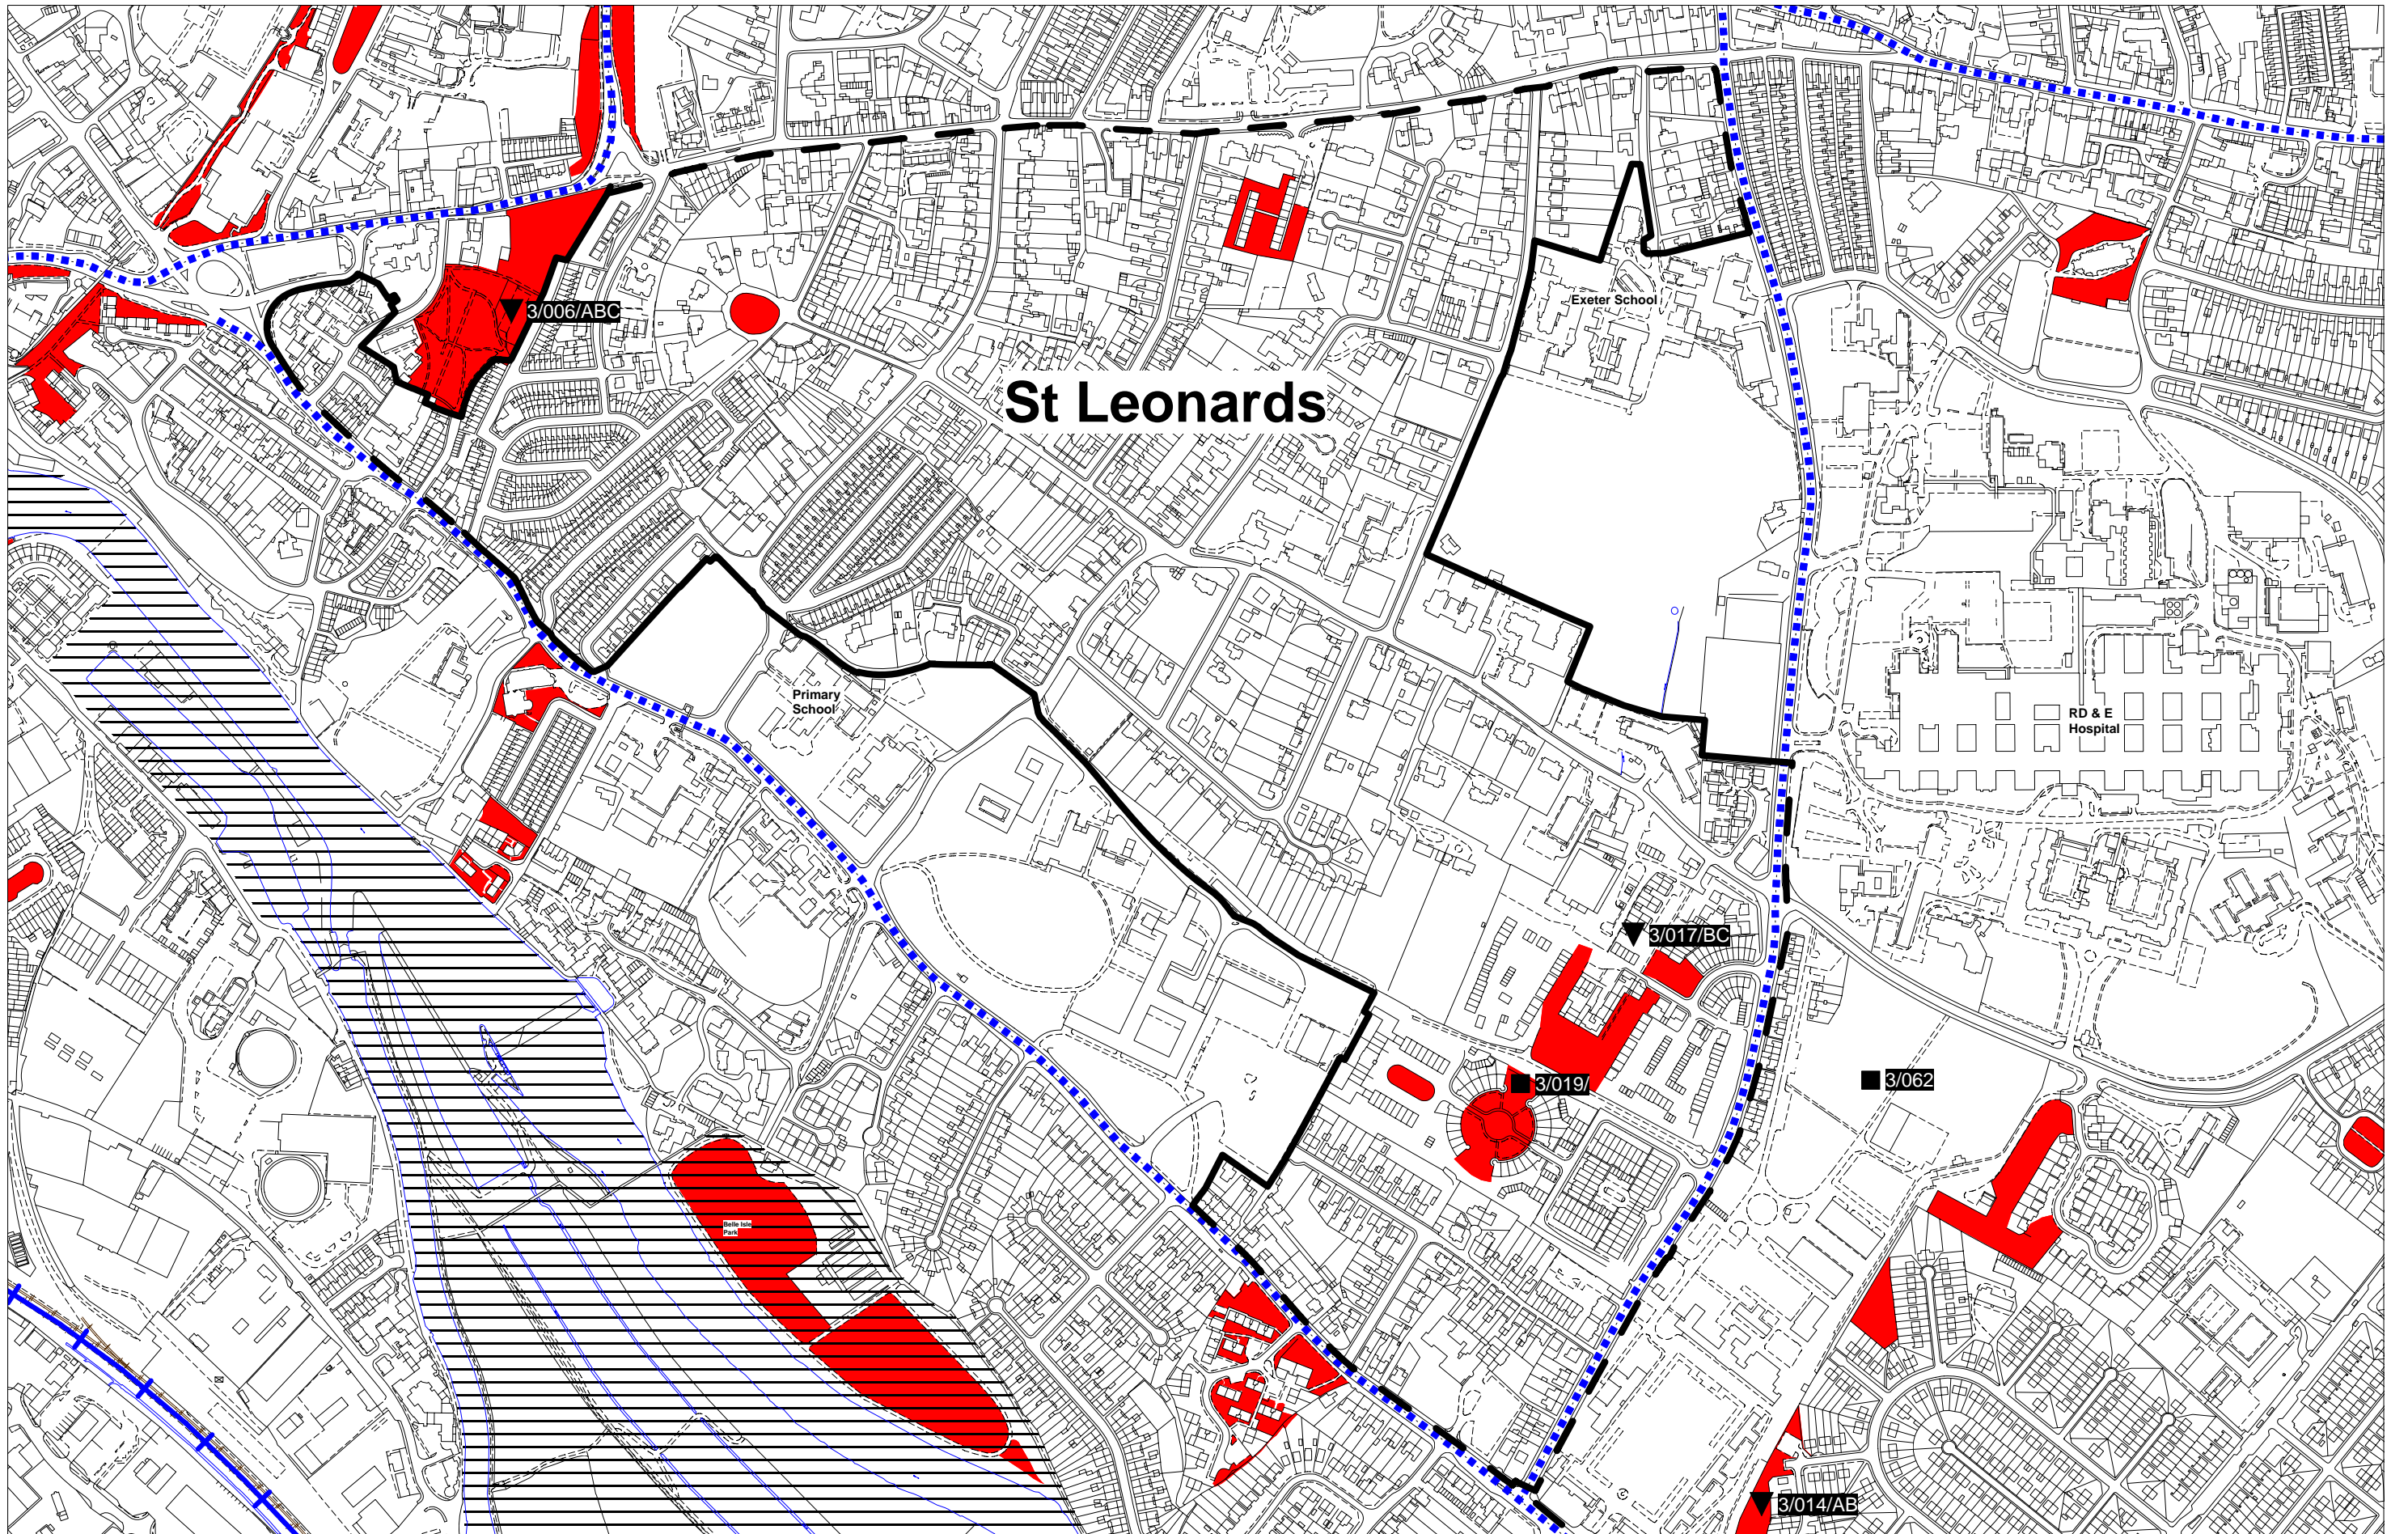 Exeter School
3/006/ABC
St Leonards
Primary
School
RD & E
Hospital
3/017/BC
3/019/
3/062
Belle Isle
Park
3/014/AB